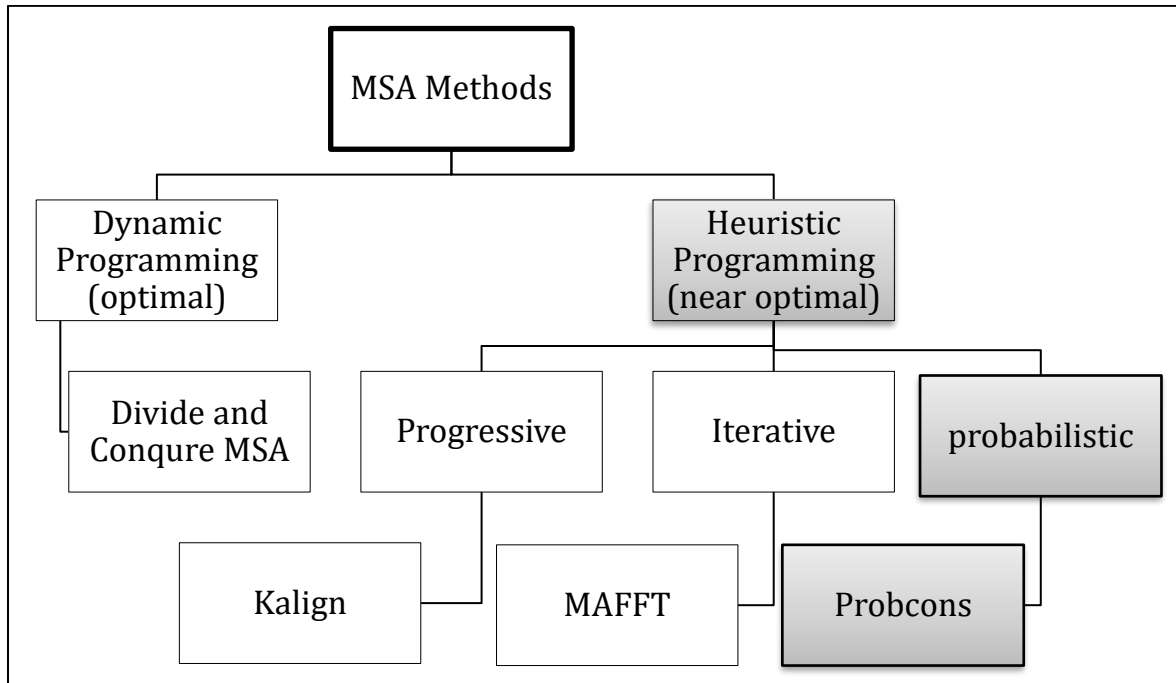 MSA Methods
Dynamic
Programming
(optimal)
Heuristic
Programming
(near optimal)
Divide and
Conqure MSA
Progressive
Iterative
probabilistic
Kalign
MAFFT
Probcons